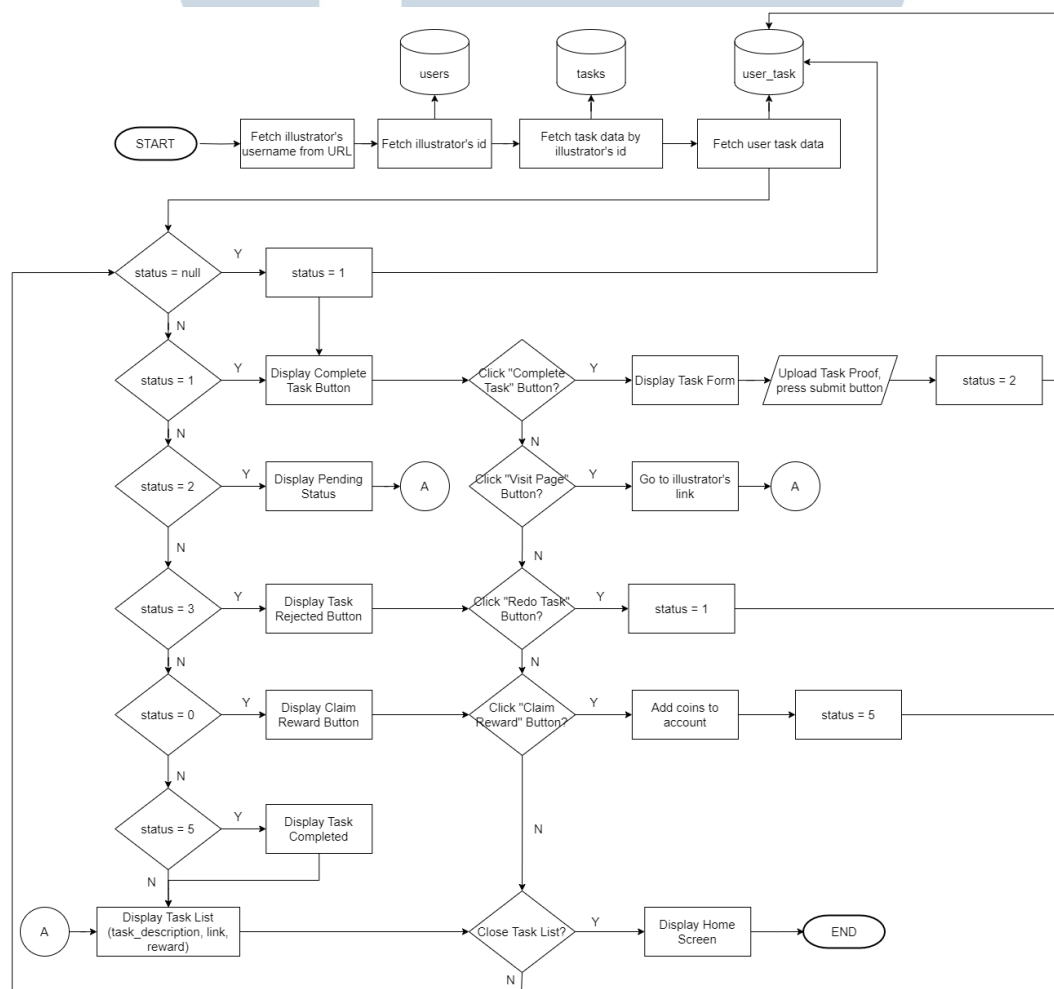 users
tasks
user_task
START
Fetch illustrator's
username from URL
Fetch illustrator's id
Fetch task data by
illustrator's id
Fetch user task data
status = null
Y
status = 1
N
status = 1
Y
Display Complete
Task Button
Click "Complete
Task" Button?
Y
Display Task Form
Upload Task Proof,
press submit button
status = 2
N
N
status = 2
Y
Display Pending
Status
A
Click "Visit Page"
Button?
Y
Go to illustrator's
link
A
N
N
status = 3
Y
Display Task
Rejected Button
Click "Redo Task"
Button?
Y
status = 1
N
N
status = 0
Y
Display Claim
Reward Button
Click "Claim
Reward" Button?
Y
Add coins to
account
status = 5
N
N
status = 5
Y
Display Task
Completed
N
A
Display Task List
(task_description, link,
reward)
Close Task List?
Y
Display Home
Screen
END
N